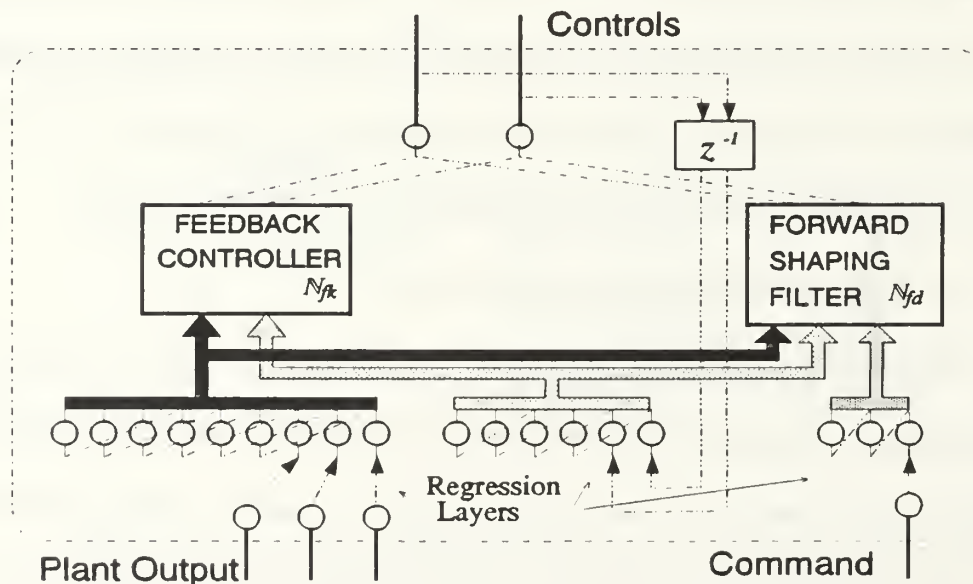 Controls
z⁻¹
FEEDBACK
CONTROLLER
N_fk
FORWARD
SHAPING
FILTER N_fd
Regression
Layers
Plant Output
Command